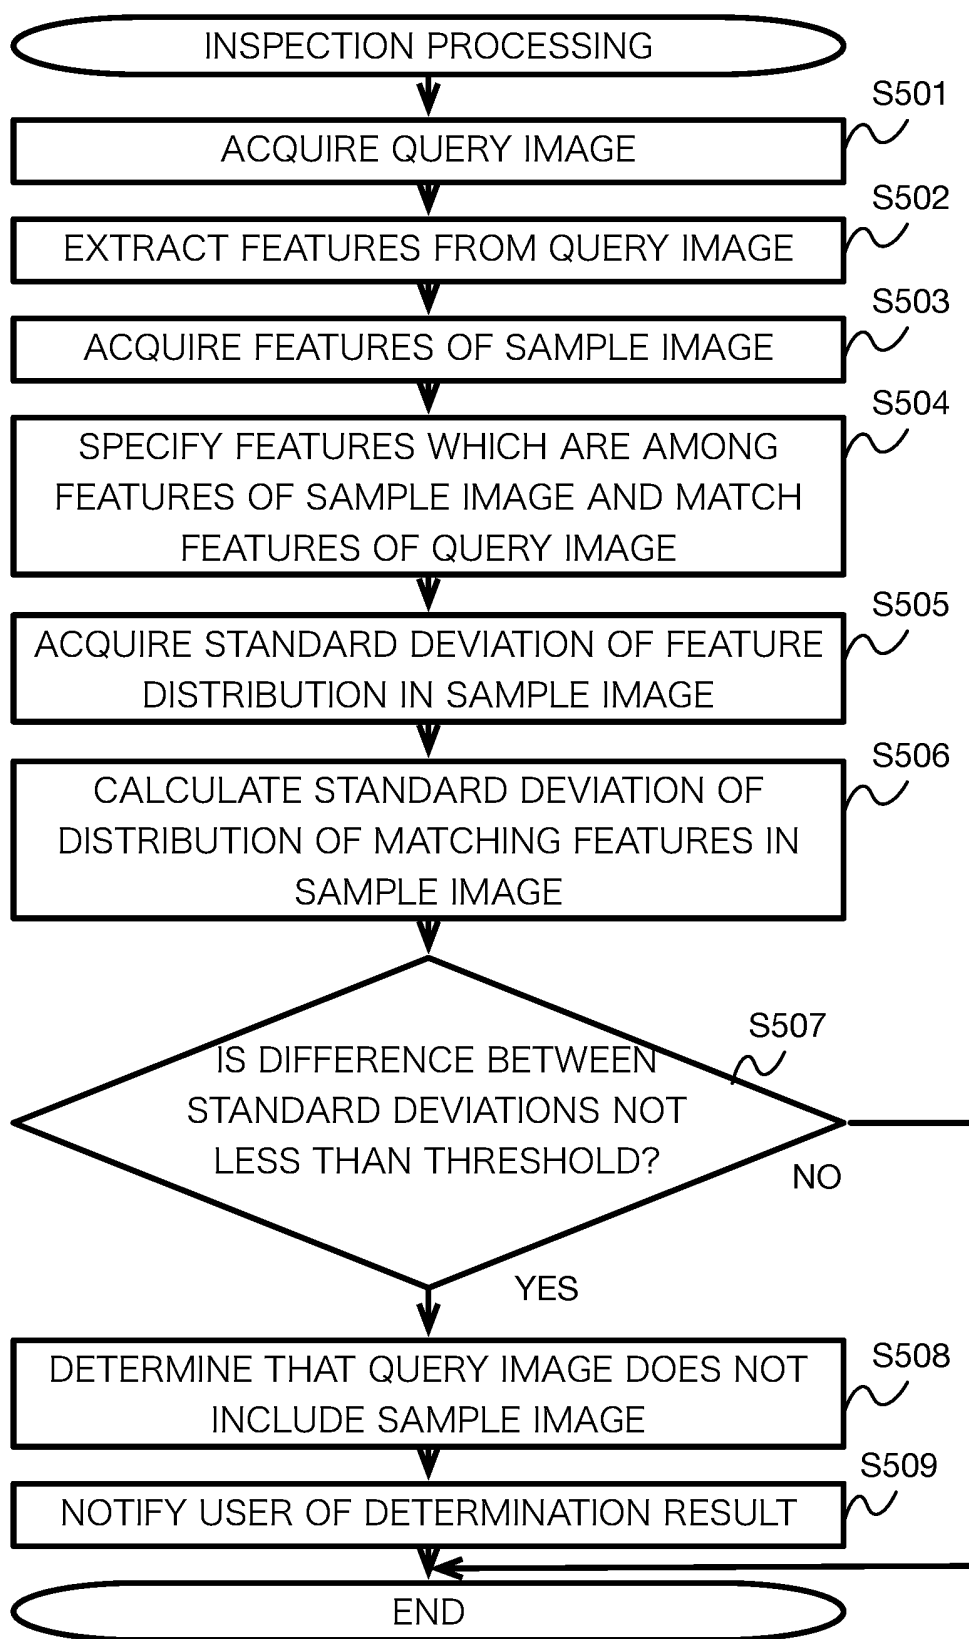 INSPECTION PROCESSING
S501
ACQUIRE QUERY IMAGE
S502
EXTRACT FEATURES FROM QUERY IMAGE
S503
ACQUIRE FEATURES OF SAMPLE IMAGE
S504
SPECIFY FEATURES WHICH ARE AMONG
FEATURES OF SAMPLE IMAGE AND MATCH
FEATURES OF QUERY IMAGE
S505
ACQUIRE STANDARD DEVIATION OF FEATURE
DISTRIBUTION IN SAMPLE IMAGE
S506
CALCULATE STANDARD DEVIATION OF
DISTRIBUTION OF MATCHING FEATURES IN
SAMPLE IMAGE
S507
IS DIFFERENCE BETWEEN
STANDARD DEVIATIONS NOT
LESS THAN THRESHOLD?
NO
YES
S508
DETERMINE THAT QUERY IMAGE DOES NOT
INCLUDE SAMPLE IMAGE
S509
NOTIFY USER OF DETERMINATION RESULT
END